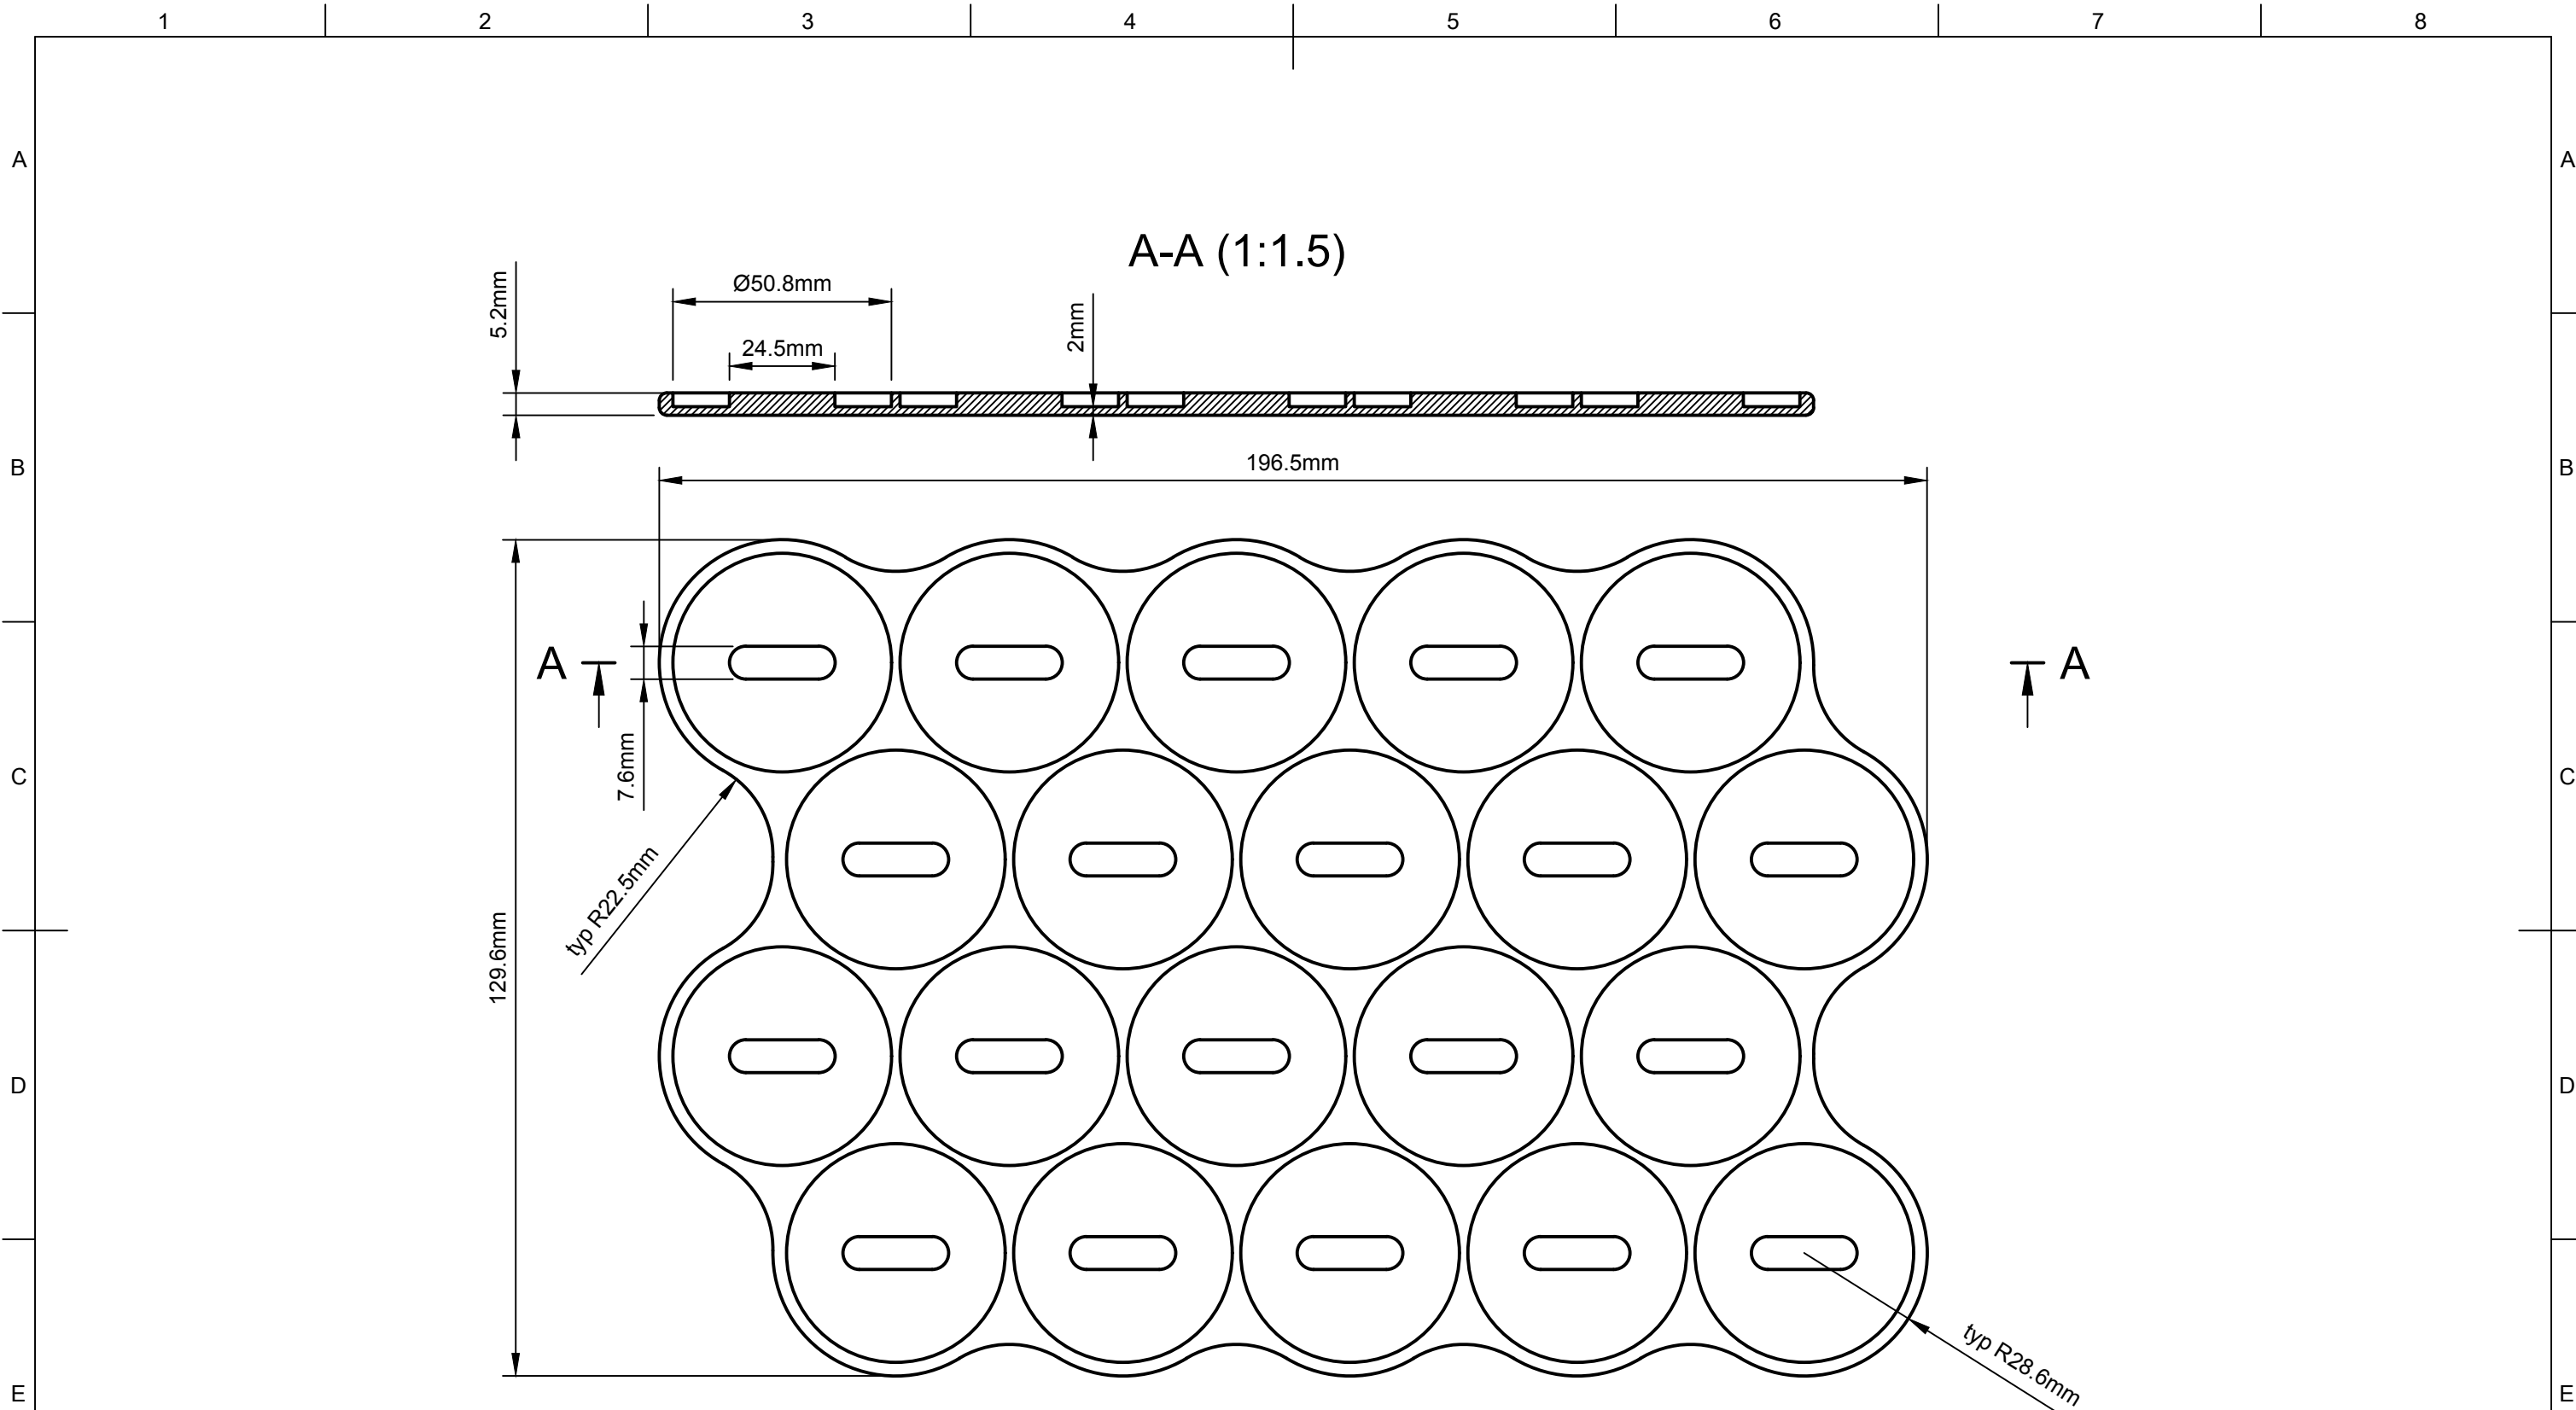 1 2 3 4 5 6 7 8
A A
A-A (1:1.5)
Ø50.8mm
5.2mm
2mm
24.5mm
B B
196.5mm
A A
7.6mm
C C
typ R22.5mm
129.6mm
D D
typ R28.6mm
E E